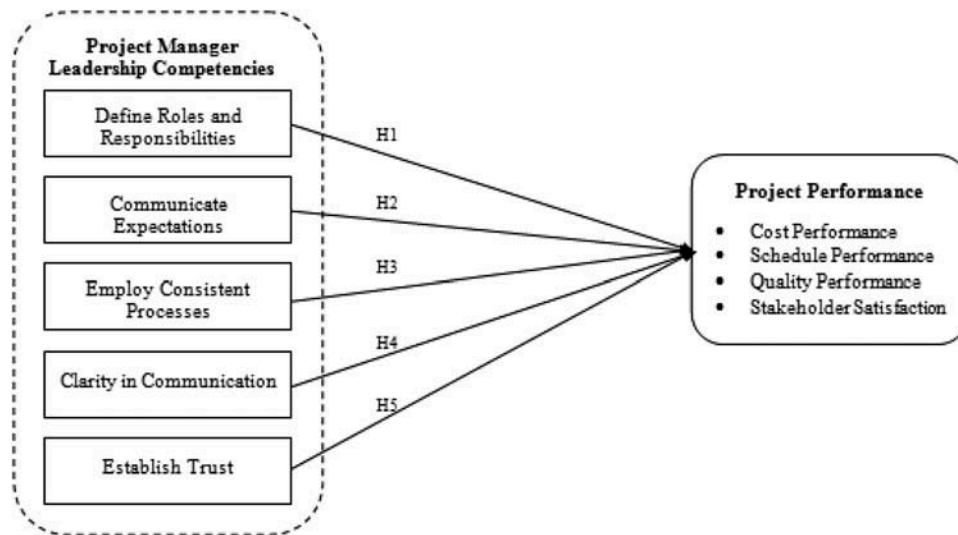 Project Manager
Leadership Competencies
Define Roles and
Responsibilities
Communicate
Expectations
Employ Consistent
Processes
Clarity in Communication
Establish Trust
H1
H2
H3
H4
H5
Project Performance
• Cost Performance
• Schedule Performance
• Quality Performance
• Stakeholder Satisfaction